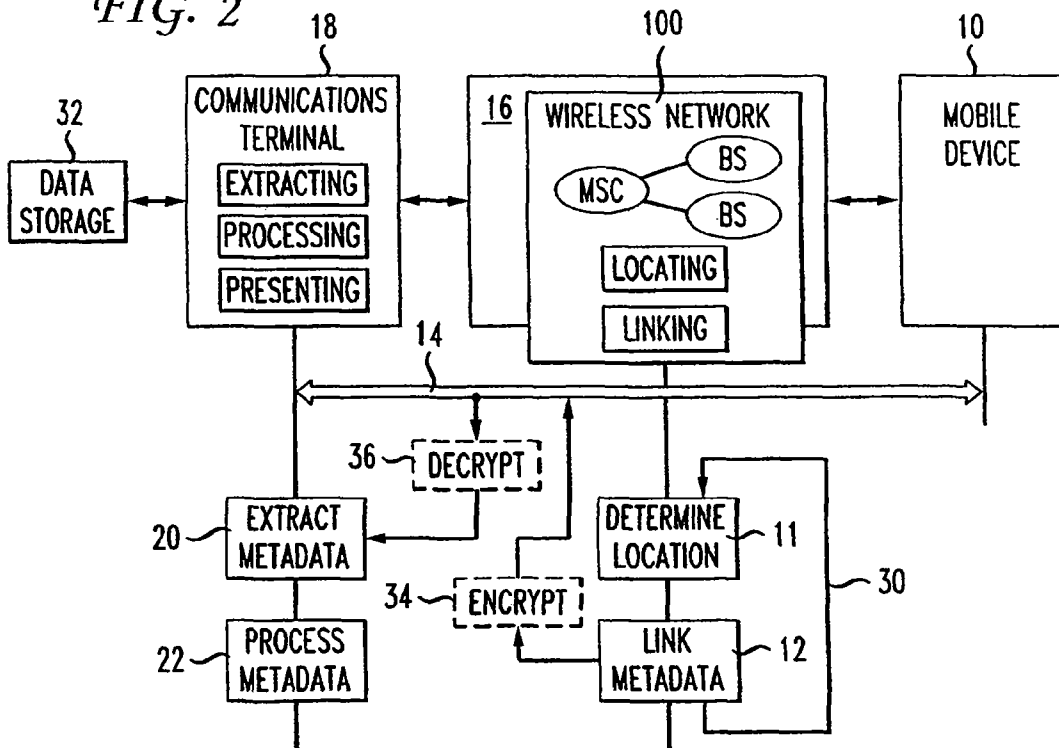 FIG. 2
18
100
10
32
COMMUNICATIONS
TERMINAL
EXTRACTING
PROCESSING
PRESENTING
16
WIRELESS NETWORK
MSC
BS
BS
LOCATING
LINKING
MOBILE
DEVICE
DATA
STORAGE
14
36
DECRYPT
20
EXTRACT
METADATA
DETERMINE
LOCATION
11
30
34
ENCRYPT
22
PROCESS
METADATA
LINK
METADATA
12